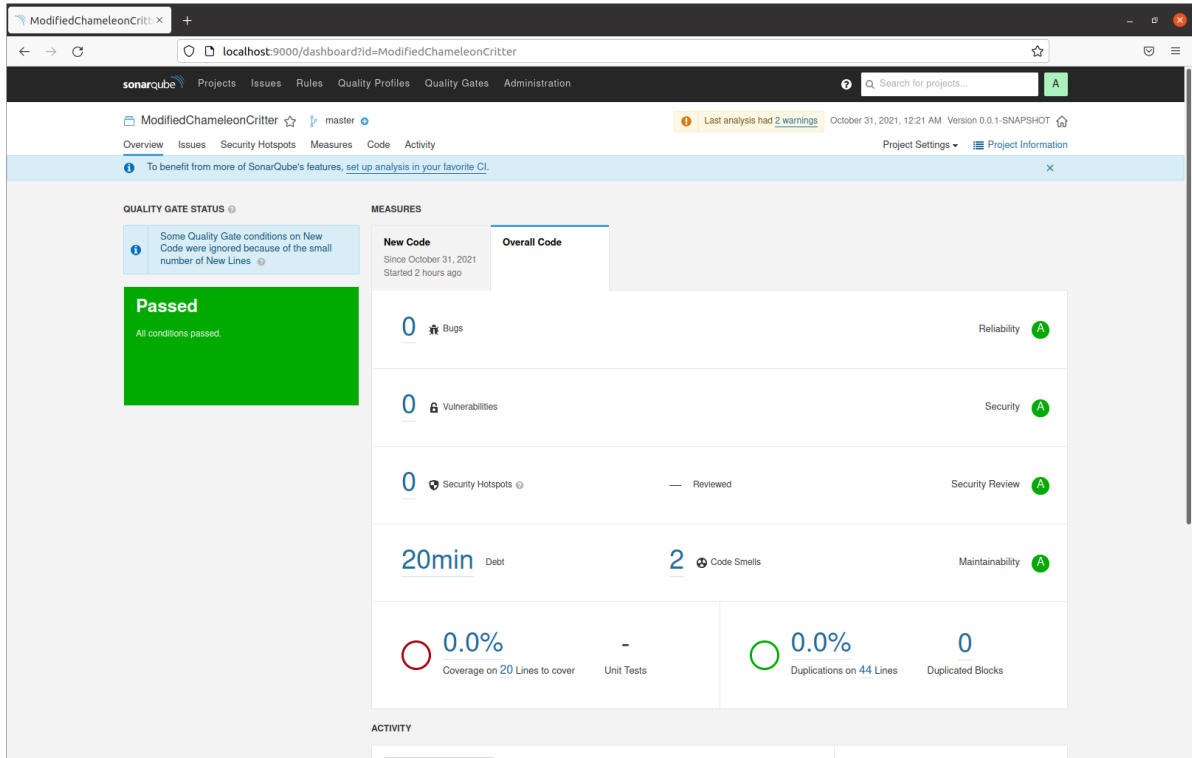 ModifiedChameleonCritte
localhost:9000/dashboard?id=ModifiedChameleonCritter
sonarqube Projects Issues Rules Quality Profiles Quality Gates Administration ? Search for projects... A
ModifiedChameleonCritter master Last analysis had 2 warnings October 31, 2021, 12:21 AM Version 0.0.1-SNAPSHOT
Overview Issues Security Hotspots Measures Code Activity Project Settings Project Information
To benefit from more of SonarQube's features, set up analysis in your favorite CI.
QUALITY GATE STATUS
Some Quality Gate conditions on New
Code were ignored because of the small
number of New Lines
Passed
All conditions passed.
MEASURES
New Code
Since October 31, 2021
Started 2 hours ago
Overall Code
0 Bugs Reliability A
0 Vulnerabilities Security A
0 Security Hotspots — Reviewed Security Review A
20min Debt 2 Code Smells Maintainability A
0.0% -
Coverage on 20 Lines to cover Unit Tests
0.0% 0
Duplications on 44 Lines Duplicated Blocks
ACTIVITY